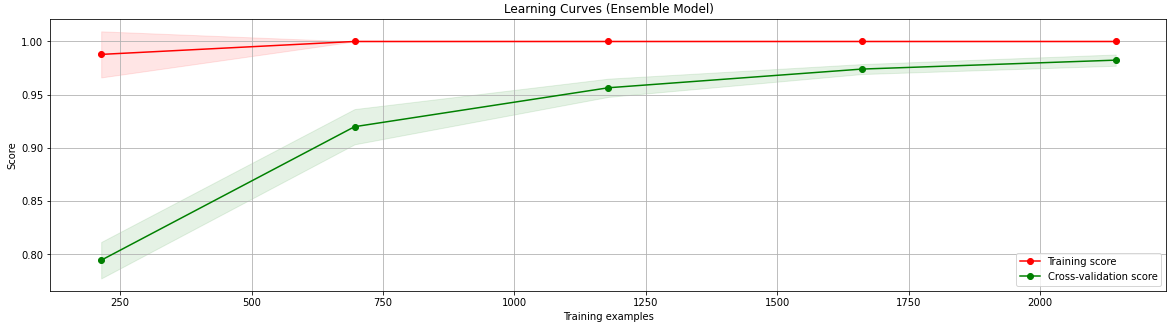 Learning Curves (Ensemble Model)
1.00
0.95
0.90
0.85
0.80
Score
250
500
750
1000
1250
1500
1750
2000
Training examples
Training score
Cross-validation score